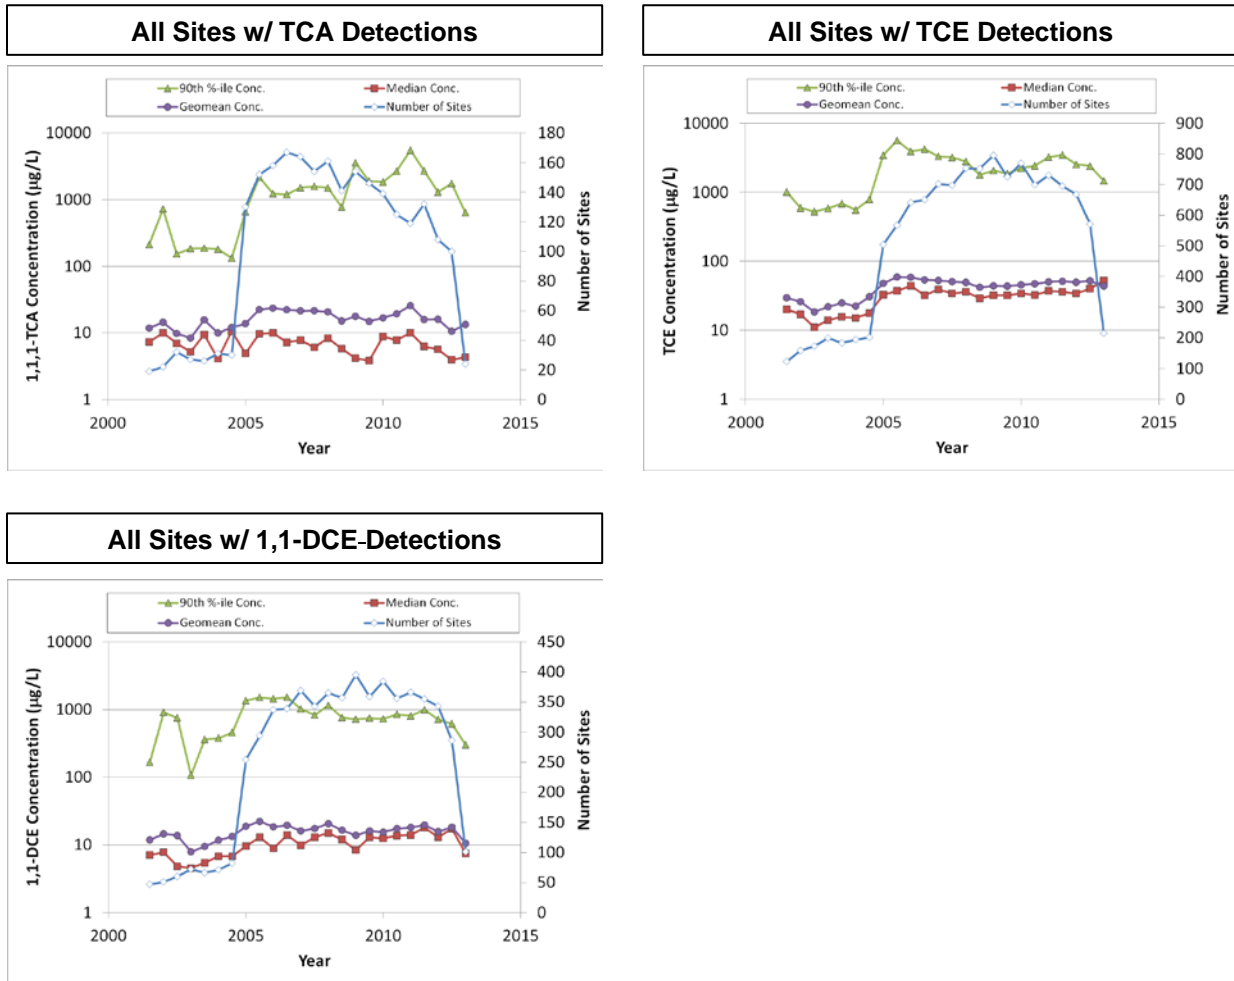 All Sites w/ TCA Detections
90th %-ile Conc. Median Conc.
Geomean Conc. Number of Sites
10000 180
160
1000 140
120
100 100
80
10 60
40
20
1 0
2000 2005 2010 2015
Year
1,1,1-TCA Concentration (µg/L)
Number of Sites
All Sites w/ TCE Detections
90th %-ile Conc. Median Conc.
Geomean Conc. Number of Sites
10000 900
800
1000 700
600
500
100 400
300
10 200
100
1 0
2000 2005 2010 2015
Year
TCE Concentration (µg/L)
Number of Sites
All Sites w/ 1,1-DCE-Detections
90th %-ile Conc. Median Conc.
Geomean Conc. Number of Sites
10000 450
400
1000 350
300
250
100 200
150
10 100
50
1 0
2000 2005 2010 2015
Year
1,1-DCE Concentration (µg/L)
Number of Sites